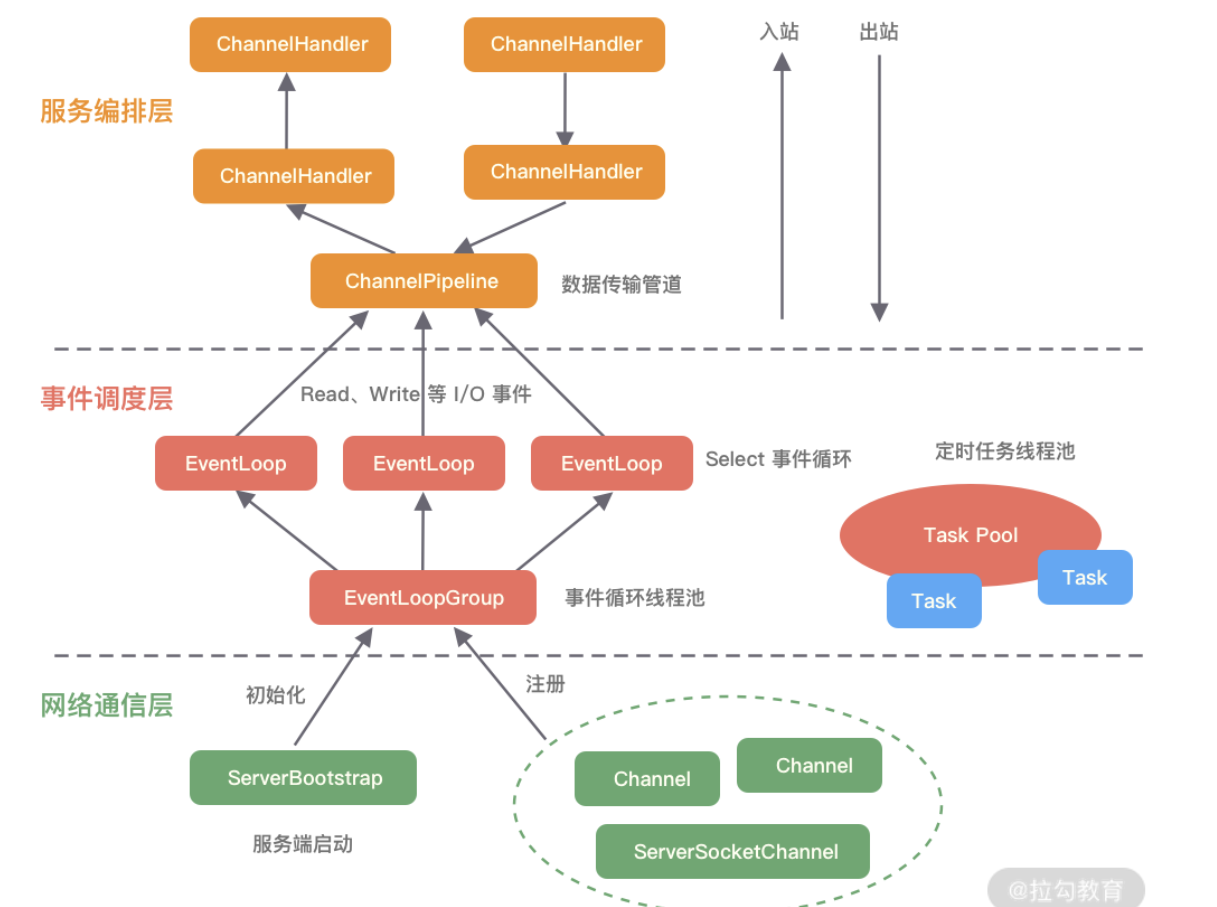 入站
出站
ChannelHandler
ChannelHandler
服务编排层
ChannelHandler
ChannelHandler
ChannelPipeline
数据传输管道
事件调度层
Read、Write 等 I/O 事件
EventLoop
EventLoop
EventLoop
Select 事件循环
定时任务线程池
Task Pool
Task
Task
EventLoopGroup
事件循环线程池
网络通信层
初始化
注册
ServerBootstrap
服务端启动
Channel
Channel
ServerSocketChannel
@拉勾教育